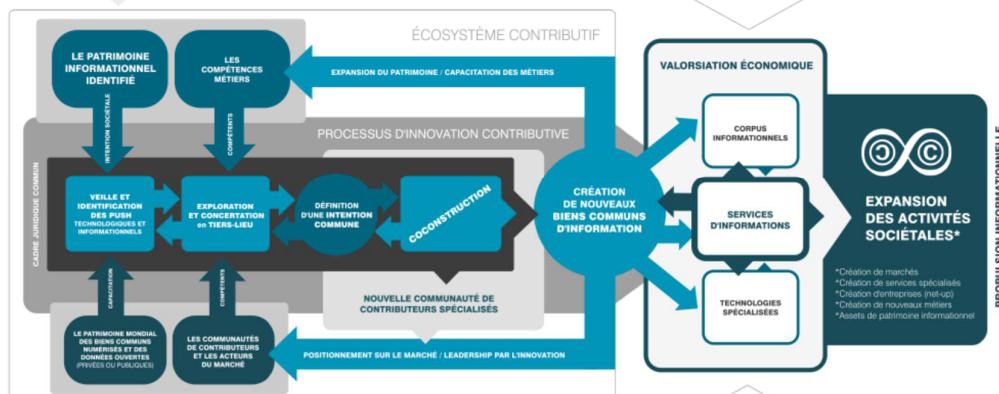 ÉCOSYSTÈME CONTRIBUTIF
LE PATRIMOINE
INFORMATIONNEL
IDENTIFIÉ
LES
COMPÉTENCES
MÉTIERS
EXPANSION DU PATRIMOINE / CAPACITATION DES MÉTIERS
INTENTION SOCIÉTALE
COMPÉTENTS
PROCESSUS D'INNOVATION CONTRIBUTIVE
CADRE JURIDIQUE COMMUN
VEILLE ET
IDENTIFICATION
DES PUSH
TECHNOLOGIQUES ET
INFORMATIONNELS
EXPLORATION
ET CONCERTATION
en TIERS-LIEU
DÉFINITION
D'UNE INTENTION
COMMUNE
COCONSTRUCTION
CRÉATION
DE NOUVEAUX
BIENS COMMUNS
D'INFORMATION
CAPACITATION
COMPÉTENTS
NOUVELLE COMMUNAUTÉ DE
CONTRIBUTEURS SPÉCIALISÉS
LE PATRIMOINE MONDIAL
DES BIENS COMMUNS
NUMÉRISÉS ET DES
DONNÉES OUVERTES
(PRIVÉES OU PUBLIQUES)
LES COMMUNAUTÉS
DE CONTRIBUTEURS
ET LES ACTEURS
DU MARCHÉ
POSITIONNEMENT SUR LE MARCHÉ / LEADERSHIP PAR L'INNOVATION
VALORSIATION ÉCONOMIQUE
CORPUS
INFORMATIONNELS
SERVICES
D'INFORMATIONS
TECHNOLOGIES
SPÉCIALISÉES
EXPANSION
DES ACTIVITÉS
SOCIÉTALES*
*Création de marchés
*Création de services spécialisés
*Création d'entreprises (net-up)
*Création de nouveaux métiers
*Assets de patrimoine informationnel
PROPULSION INFORMATIONNELLE